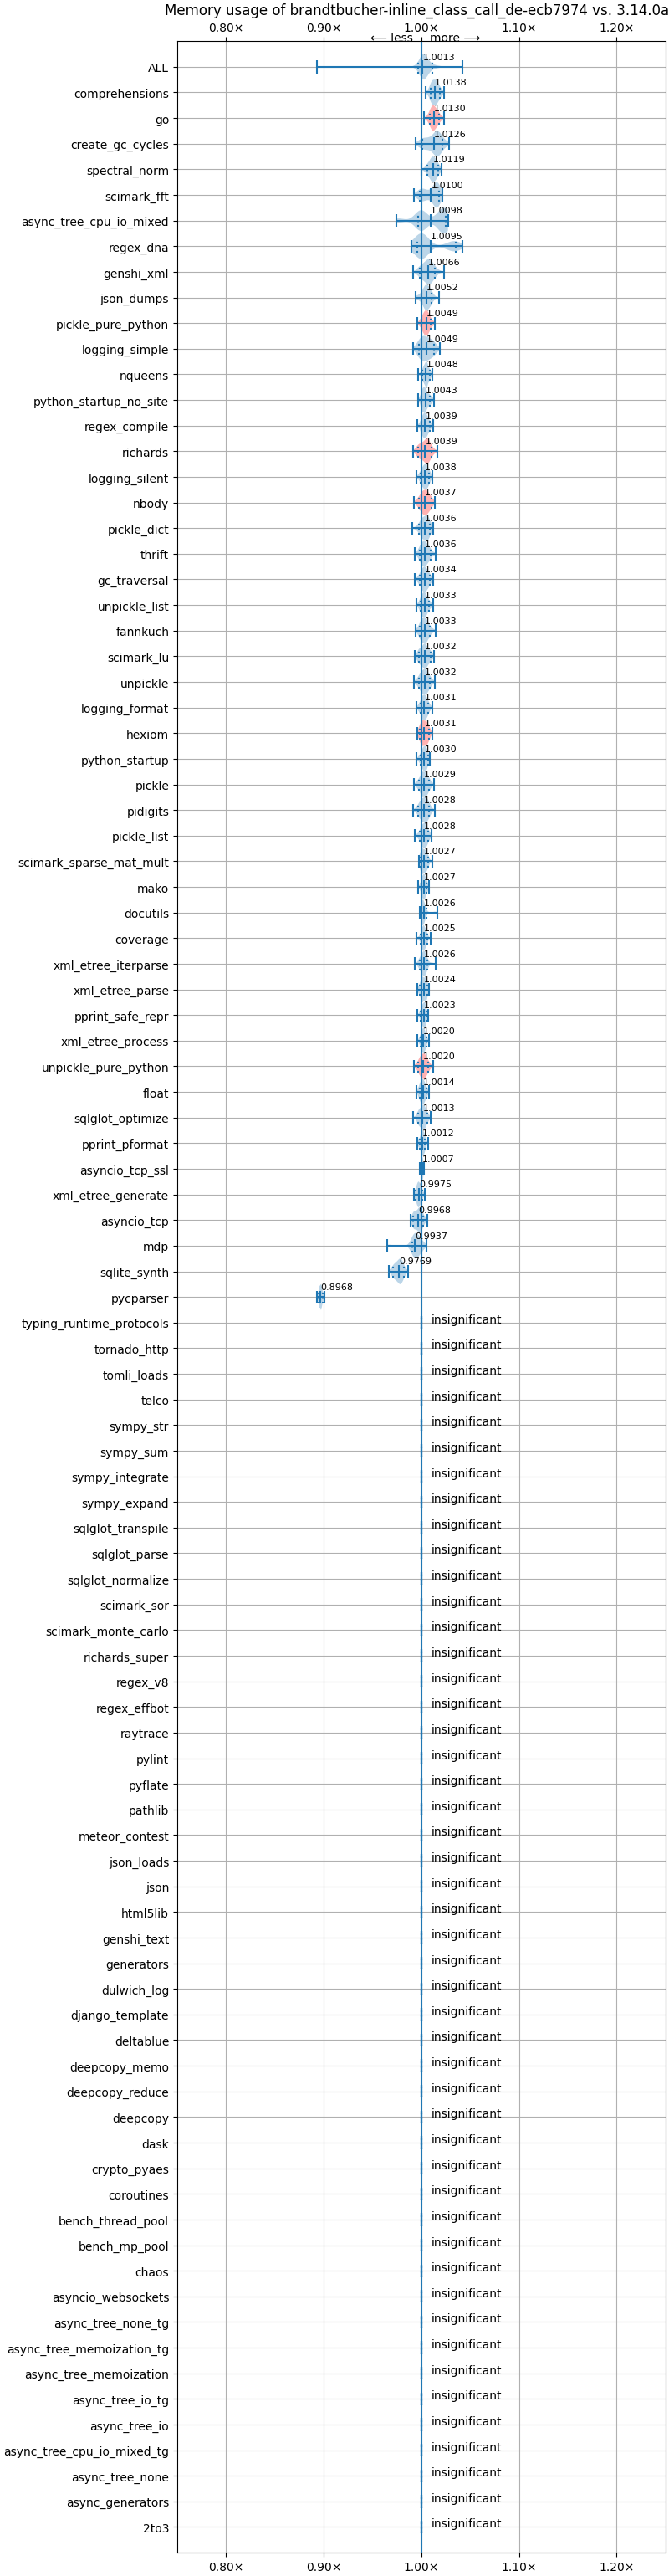 Memory usage of brandtbucher-inline_class_call_de-ecb7974 vs. 3.14.0a
0.80× 0.90× 1.00× 1.10× 1.20×
⟵ less more ⟶
ALL 1.0013
comprehensions 1.0138
go 1.0130
create_gc_cycles 1.0126
spectral_norm 1.0119
scimark_fft 1.0100
async_tree_cpu_io_mixed 1.0098
regex_dna 1.0095
genshi_xml 1.0066
json_dumps 1.0052
pickle_pure_python 1.0049
logging_simple 1.0049
nqueens 1.0048
python_startup_no_site 1.0043
regex_compile 1.0039
richards 1.0039
logging_silent 1.0038
nbody 1.0037
pickle_dict 1.0036
thrift 1.0036
gc_traversal 1.0034
unpickle_list 1.0033
fannkuch 1.0033
scimark_lu 1.0032
unpickle 1.0032
logging_format 1.0031
hexiom 1.0031
python_startup 1.0030
pickle 1.0029
pidigits 1.0028
pickle_list 1.0028
scimark_sparse_mat_mult 1.0027
mako 1.0027
docutils 1.0026
coverage 1.0025
xml_etree_iterparse 1.0026
xml_etree_parse 1.0024
pprint_safe_repr 1.0023
xml_etree_process 1.0020
unpickle_pure_python 1.0020
float 1.0014
sqlglot_optimize 1.0013
pprint_pformat 1.0012
asyncio_tcp_ssl 1.0007
xml_etree_generate 0.9975
asyncio_tcp 0.9968
mdp 0.9937
sqlite_synth 0.9769
pycparser 0.8968
typing_runtime_protocols insignificant
tornado_http insignificant
tomli_loads insignificant
telco insignificant
sympy_str insignificant
sympy_sum insignificant
sympy_integrate insignificant
sympy_expand insignificant
sqlglot_transpile insignificant
sqlglot_parse insignificant
sqlglot_normalize insignificant
scimark_sor insignificant
scimark_monte_carlo insignificant
richards_super insignificant
regex_v8 insignificant
regex_effbot insignificant
raytrace insignificant
pylint insignificant
pyflate insignificant
pathlib insignificant
meteor_contest insignificant
json_loads insignificant
json insignificant
html5lib insignificant
genshi_text insignificant
generators insignificant
dulwich_log insignificant
django_template insignificant
deltablue insignificant
deepcopy_memo insignificant
deepcopy_reduce insignificant
deepcopy insignificant
dask insignificant
crypto_pyaes insignificant
coroutines insignificant
bench_thread_pool insignificant
bench_mp_pool insignificant
chaos insignificant
asyncio_websockets insignificant
async_tree_none_tg insignificant
async_tree_memoization_tg insignificant
async_tree_memoization insignificant
async_tree_io_tg insignificant
async_tree_io insignificant
async_tree_cpu_io_mixed_tg insignificant
async_tree_none insignificant
async_generators insignificant
2to3 insignificant
0.80× 0.90× 1.00× 1.10× 1.20×